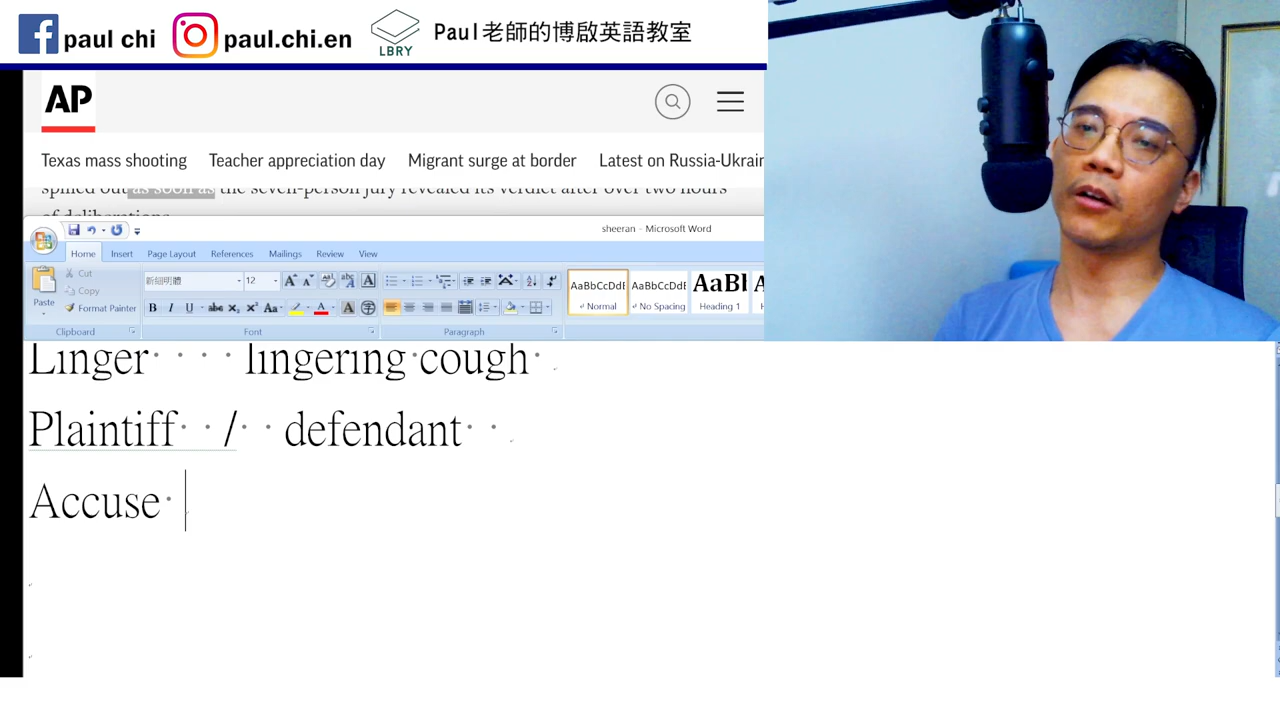 paul chi
paul.chi.en
LBRY
Paul老師的博啟英語教室
AP
Texas mass shooting Teacher appreciation day Migrant surge at border Latest on Russia-Ukrain
spilled out as soon as the seven-person jury revealed its verdict after over two hours
of deliberations.
sheeran - Microsoft Word
Home Insert Page Layout References Mailings Review View
Paste
Cut
Copy
Format Painter
Clipboard
新細明體 12
Font
Paragraph
AaBbCcDdE AaBbCcDdE AaBb
Normal No Spacing Heading 1
Linger lingering cough
Plaintiff / defendant
Accuse